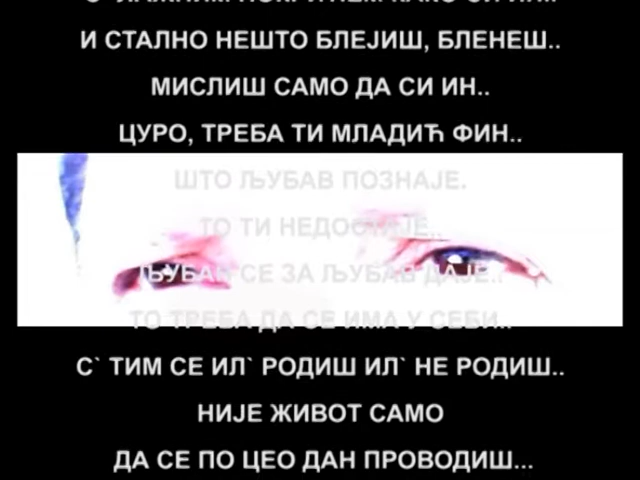 И СТАЛНО НЕШТО БЛЕЈИШ, БЛЕНЕШ..
МИСЛИШ САМО ДА СИ ИН..
ЦУРО, ТРЕБА ТИ МЛАДИЋ ФИН..
ШТО ЉУБАВ ПОЗНАЈЕ.
ТО ТИ НЕДОСТАЈЕ..
ЉУБАВ СЕ ЗА ЉУБАВ ДАЈЕ..
ТО ТРЕБА ДА СЕ ИМА У СЕБИ..
С` ТИМ СЕ ИЛ` РОДИШ ИЛ` НЕ РОДИШ..
НИЈЕ ЖИВОТ САМО
ДА СЕ ПО ЦЕО ДАН ПРОВОДИШ...